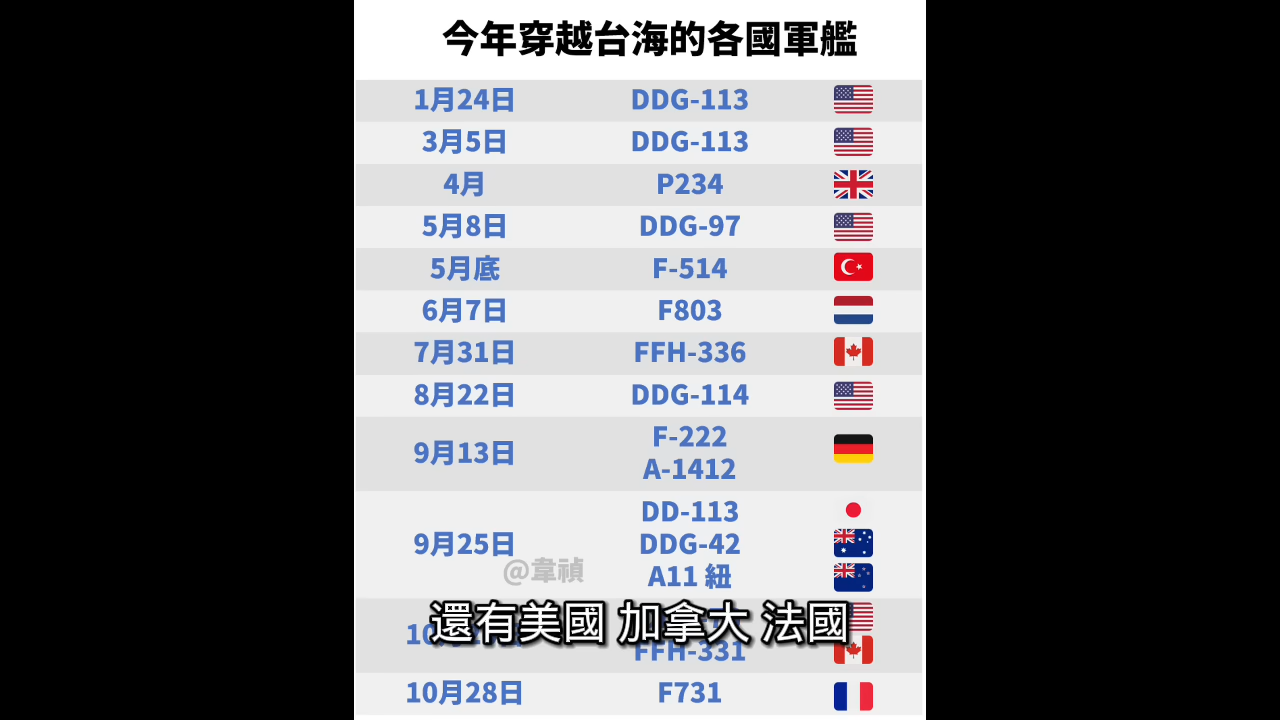 今年穿越台海的各國軍艦
1月24日 DDG-113
3月5日 DDG-113
4月 P234
5月8日 DDG-97
5月底 F-514
6月7日 F803
7月31日 FFH-336
8月22日 DDG-114
9月13日 F-222
A-1412
9月25日 DD-113
DDG-42
A11 紐
@韋禎
還有美國 加拿大 法國
FFH-331
10月28日 F731